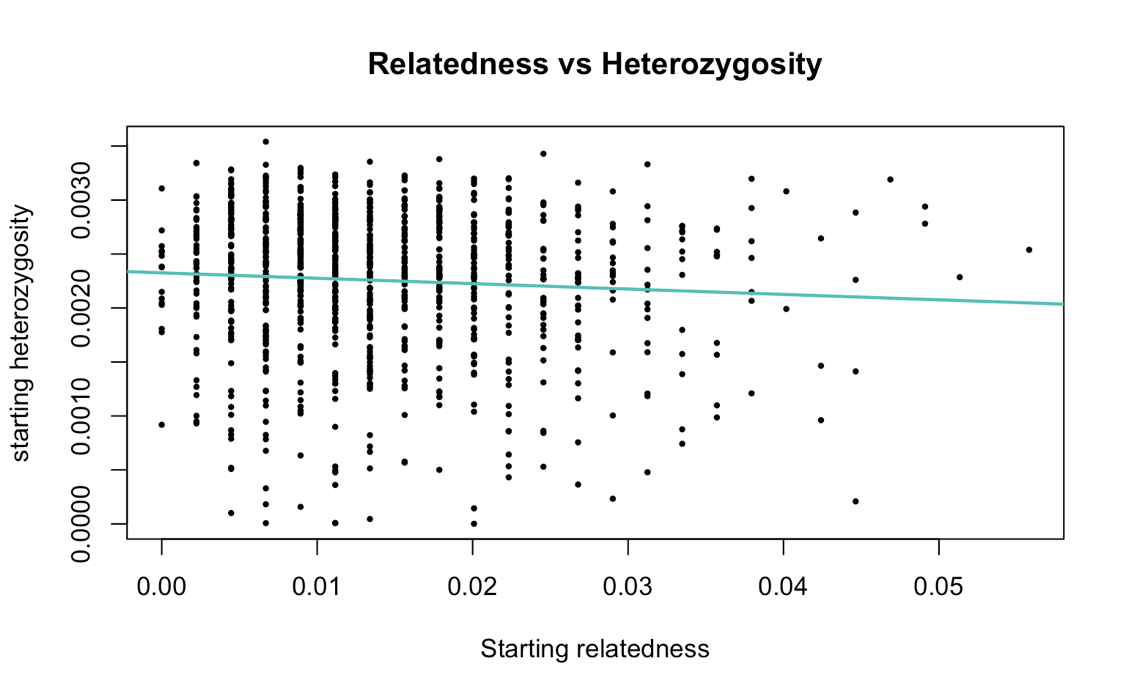 Relatedness vs Heterozygosity
starting heterozygosity
0.0030
0.0020
0.0010
0.0000
0.00 0.01 0.02 0.03 0.04 0.05
Starting relatedness